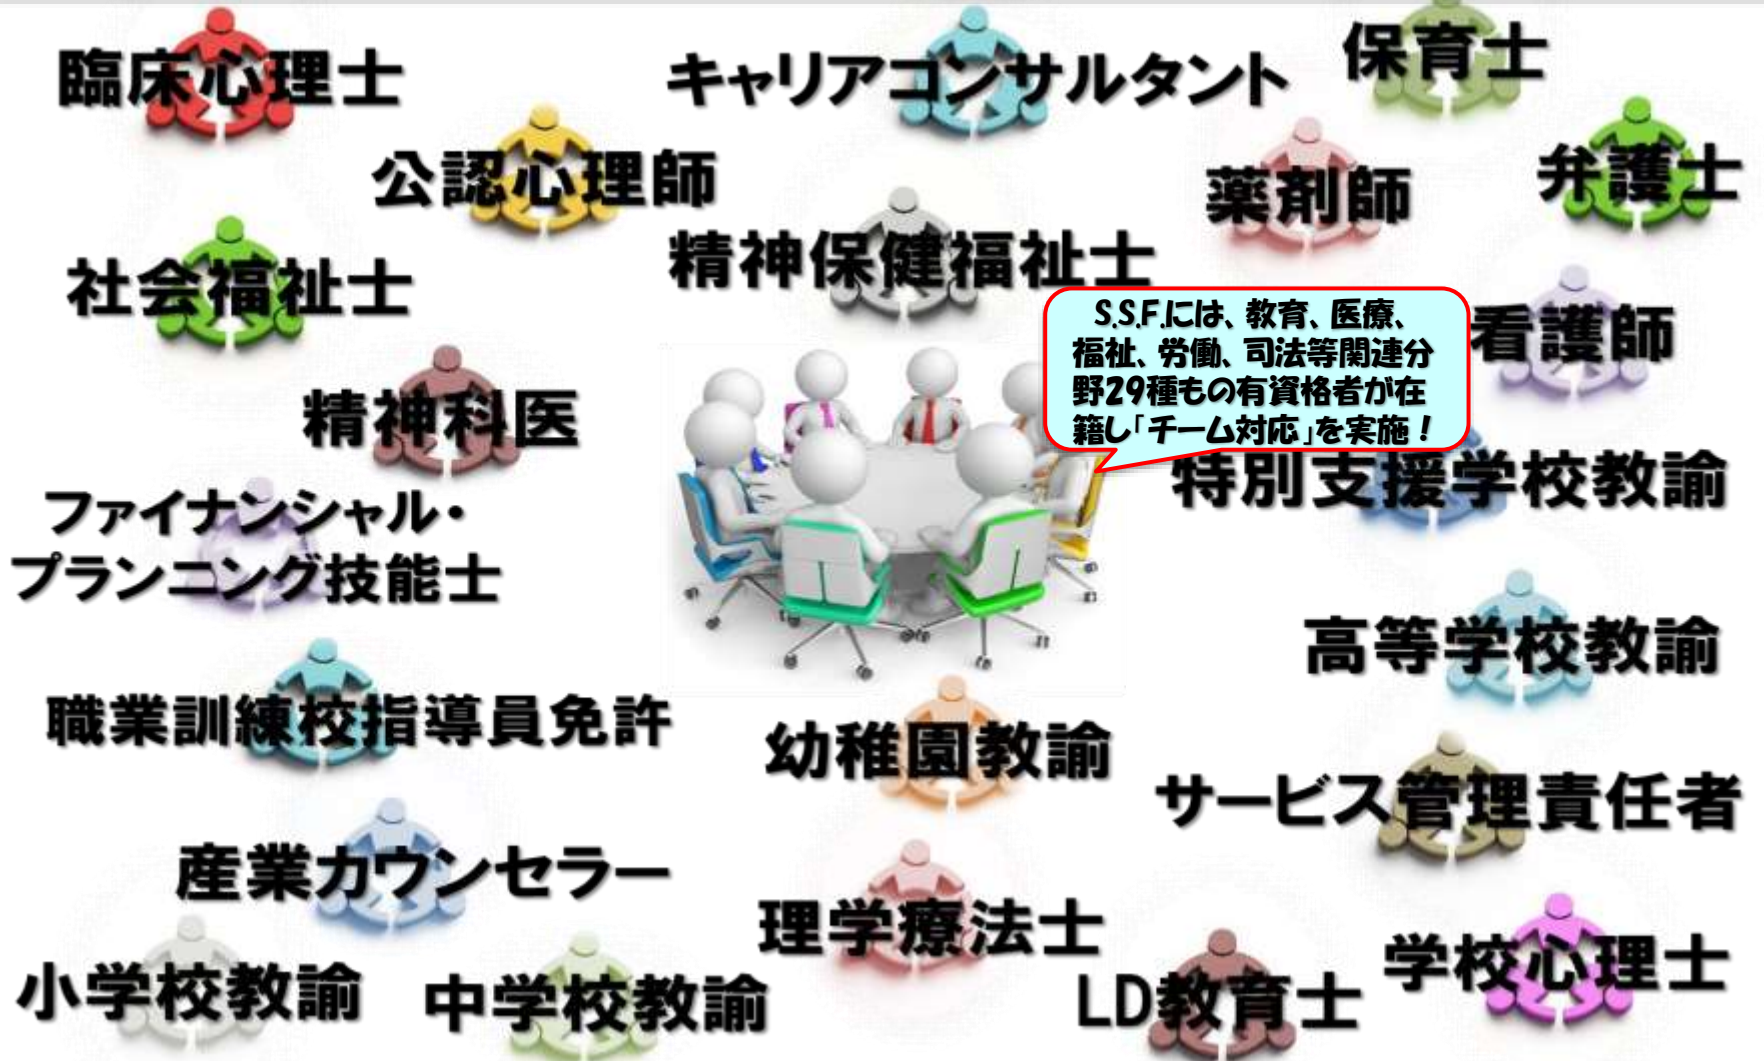 臨床心理士
キャリアコンサルタント
保育士
公認心理師
薬剤師
弁護士
社会福祉士
精神保健福祉士
S.S.F.には、教育、医療、
福祉、労働、司法等関連分
野29種もの有資格者が在
籍し「チーム対応」を実施！
看護師
精神科医
特別支援学校教諭
ファイナンシャル・
プランニング技能士
高等学校教諭
職業訓練校指導員免許
幼稚園教諭
サービス管理責任者
産業カウンセラー
理学療法士
学校心理士
小学校教諭
中学校教諭
LD教育士